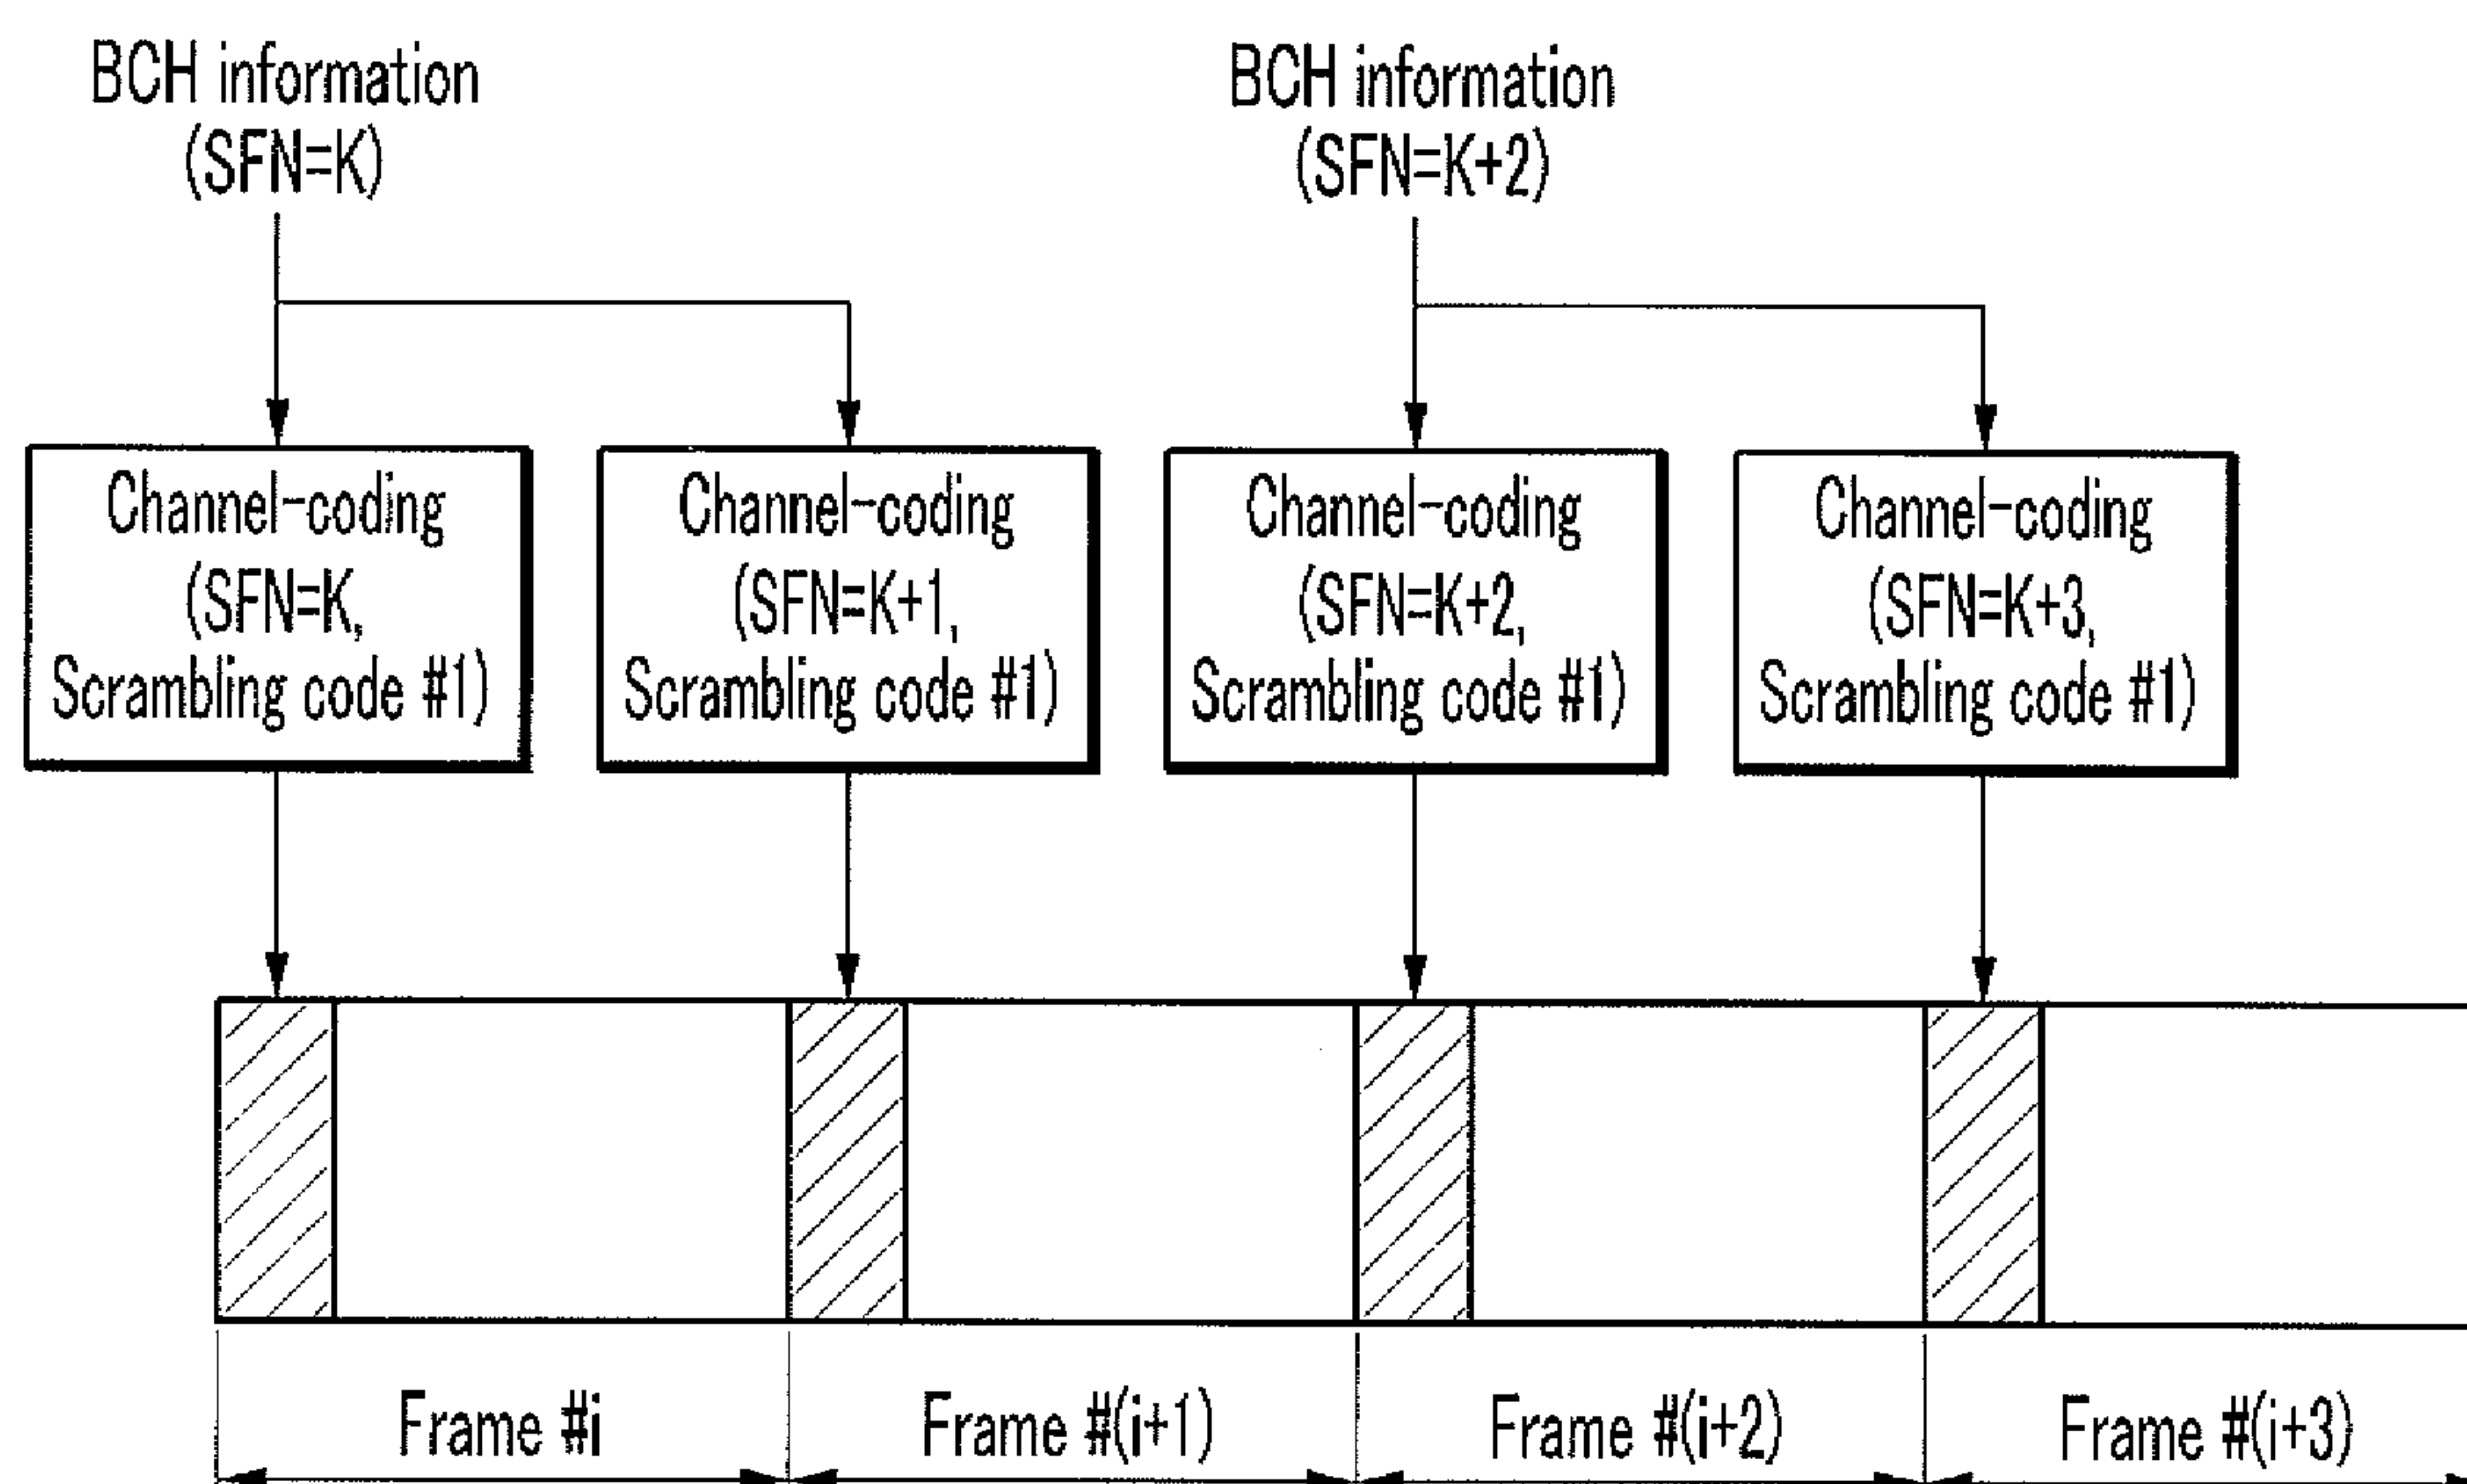 BCH information
(SFN=K)
BCH information
(SFN=K+2)
Channel-coding
(SFN=K,
Scrambling code #1)
Channel-coding
(SFN=K+1,
Scrambling code #1)
Channel-coding
(SFN=K+2,
Scrambling code #1)
Channel-coding
(SFN=K+3,
Scrambling code #1)
Frame #i
Frame #(i+1)
Frame #(i+2)
Frame #(i+3)